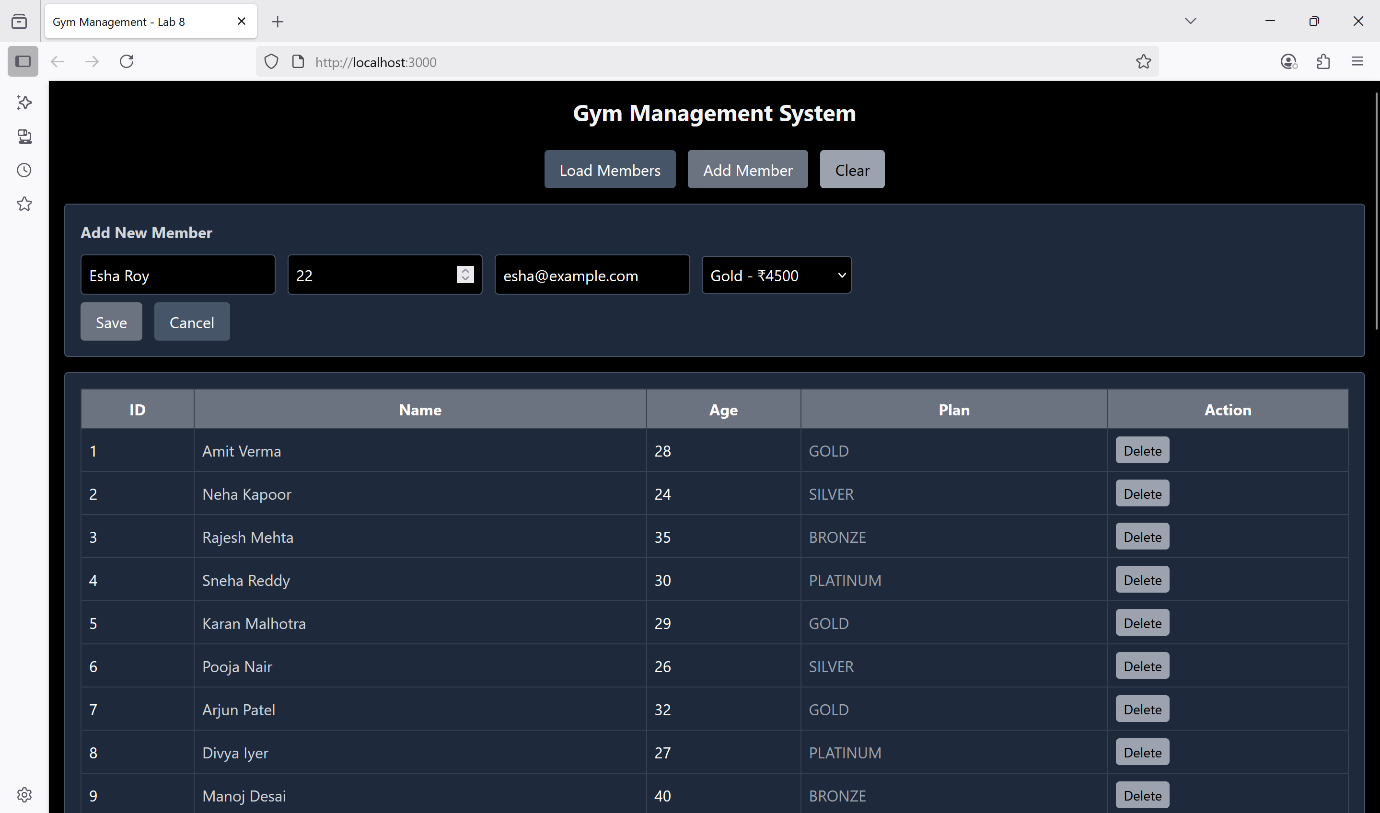 Gym Management - Lab 8
http://localhost:3000
Gym Management System
Load Members Add Member Clear
Add New Member
Esha Roy 22 esha@example.com Gold - ₹4500
Save Cancel
ID Name Age Plan Action
1 Amit Verma 28 GOLD Delete
2 Neha Kapoor 24 SILVER Delete
3 Rajesh Mehta 35 BRONZE Delete
4 Sneha Reddy 30 PLATINUM Delete
5 Karan Malhotra 29 GOLD Delete
6 Pooja Nair 26 SILVER Delete
7 Arjun Patel 32 GOLD Delete
8 Divya Iyer 27 PLATINUM Delete
9 Manoj Desai 40 BRONZE Delete